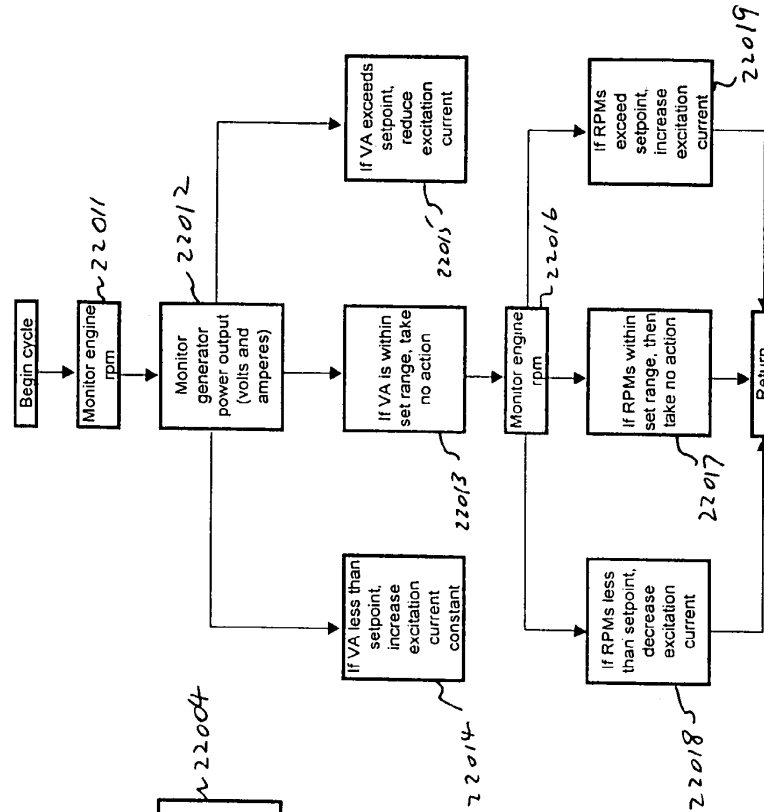 Begin cycle
Monitor engine
rpm
22011
Monitor
generator
power output
(volts and
amperes)
22012
22004
If VA less than
setpoint,
increase
excitation
current
constant
22014
If VA is within
set range, take
no action
22013
If VA exceeds
setpoint,
reduce
excitation
current
22015
Monitor engine
rpm
22016
If RPMs less
than setpoint,
decrease
excitation
current
22018
If RPMs within
set range, then
take no action
22017
If RPMs
exceed
setpoint,
increase
excitation
current
22019
Return